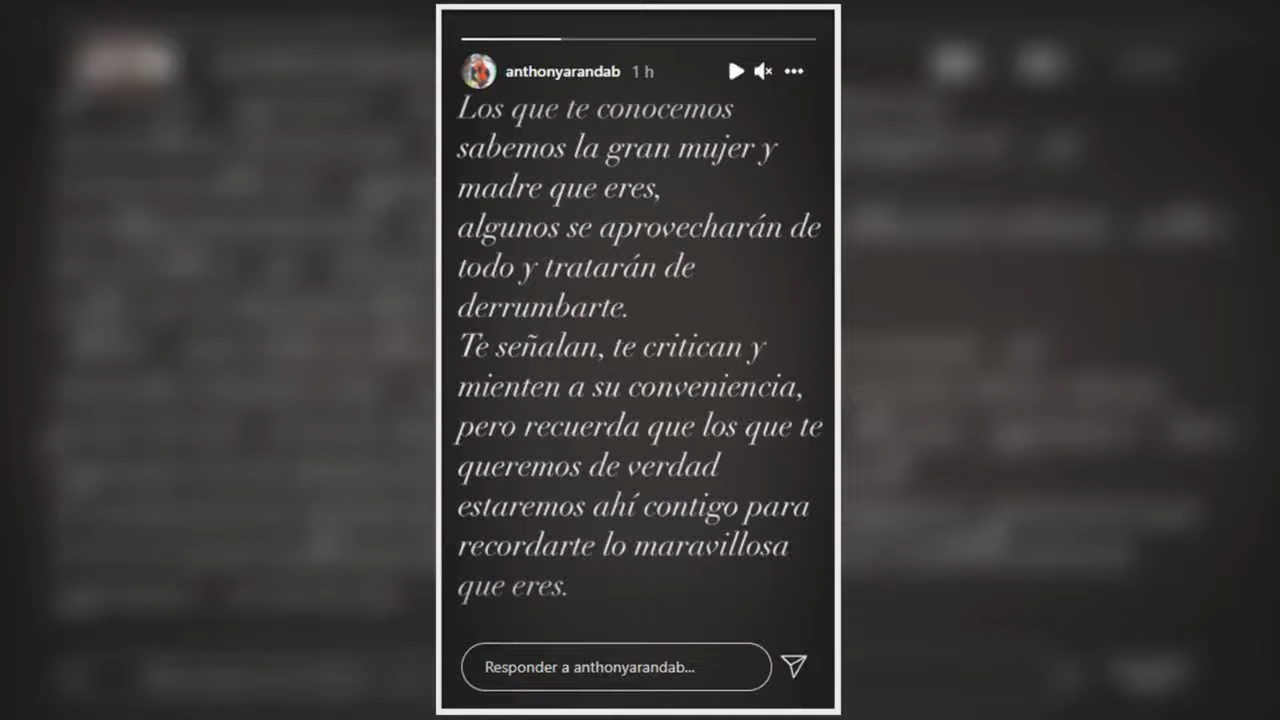 anthonyarandab 1 h
Los que te conocemos
sabemos la gran mujer y
madre que eres,
algunos se aprovecharán de
todo y tratarán de
derrumbarte.
Te señalan, te critican y
mienten a su conveniencia,
pero recuerda que los que te
queremos de verdad
estaremos ahí contigo para
recordarte lo maravillosa
que eres.
Responder a anthonyarandab...